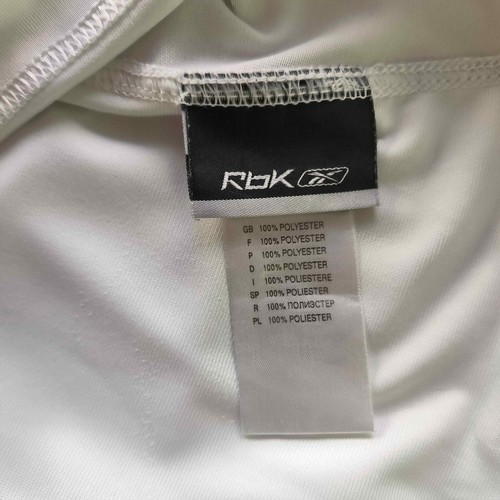 RbK
GB 100% POLYESTER
F 100% POLYESTER
P 100% POLYESTER
D 100% POLYESTER
I 100% POLIESTERE
SP 100% POLIESTER
R 100% ПОЛИЭСТЕР
PL 100% POLIESTER